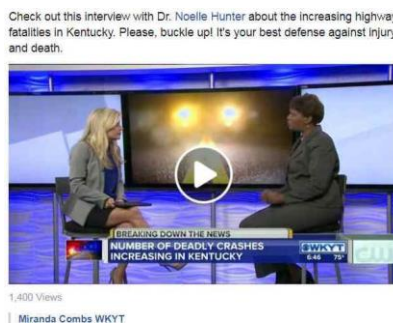 Check out this interview with Dr. Noelle Hunter about the increasing highway
fatalities in Kentucky. Please, buckle up! It's your best defense against injury
and death.
BREAKING DOWN THE NEWS
NUMBER OF DEADLY CRASHES
INCREASING IN KENTUCKY
WKYT
6:46 75°
CW
1,400 Views
Miranda Combs WKYT